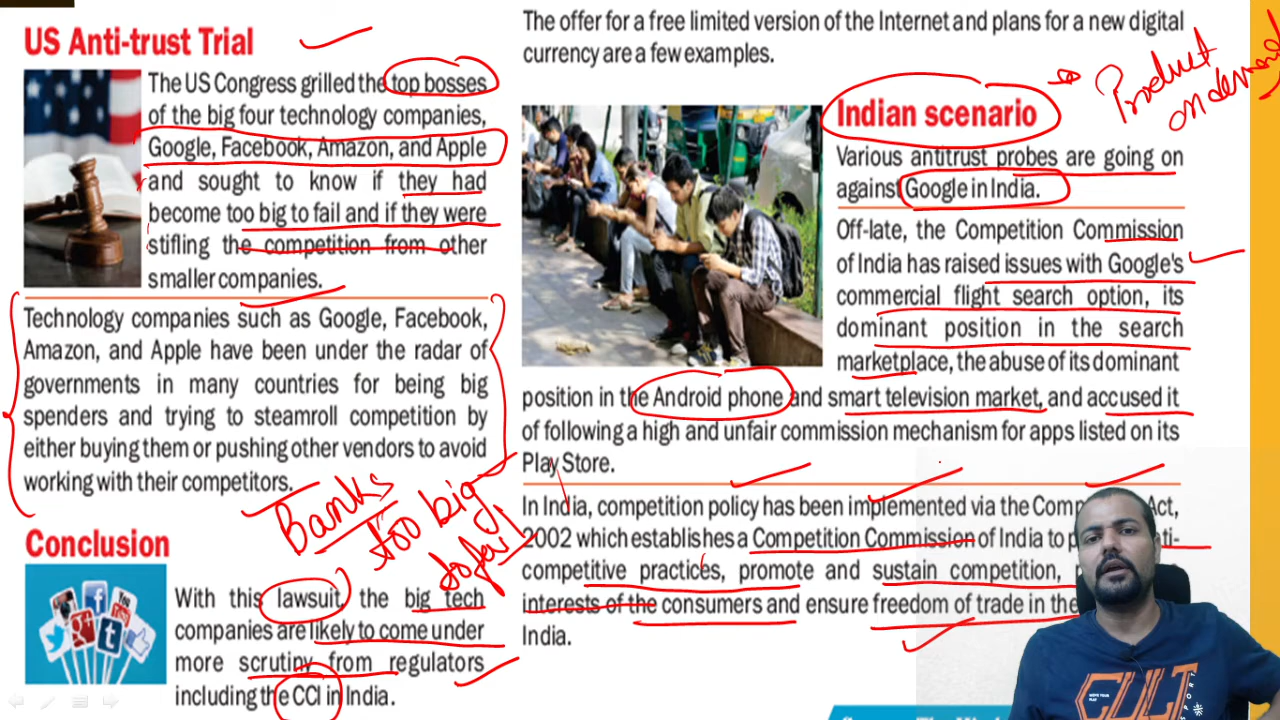 US Anti-trust Trial
The US Congress grilled the top bosses
of the big four technology companies,
Google, Facebook, Amazon, and Apple
and sought to know if they had
become too big to fail and if they were
stifling the competition from other
smaller companies.
Technology companies such as Google, Facebook,
Amazon, and Apple have been under the radar of
governments in many countries for being big
spenders and trying to steamroll competition by
either buying them or pushing other vendors to avoid
working with their competitors.
Banks
too big
to fail
Conclusion
With this lawsuit, the big tech
companies are likely to come under
more scrutiny from regulators
including the CCI in India.
The offer for a free limited version of the Internet and plans for a new digital
currency are a few examples.
Indian scenario
Product
on demand
Various antitrust probes are going on
against Google in India.
Off-late, the Competition Commission
of India has raised issues with Google's
commercial flight search option, its
dominant position in the search
marketplace, the abuse of its dominant
position in the Android phone and smart television market, and accused it
of following a high and unfair commission mechanism for apps listed on its
Play Store.
In India, competition policy has been implemented via the Comp Act,
2002 which establishes a Competition Commission of India to p ti-
competitive practices, promote and sustain competition,
interests of the consumers and ensure freedom of trade in the
India.
CULT
SPORT